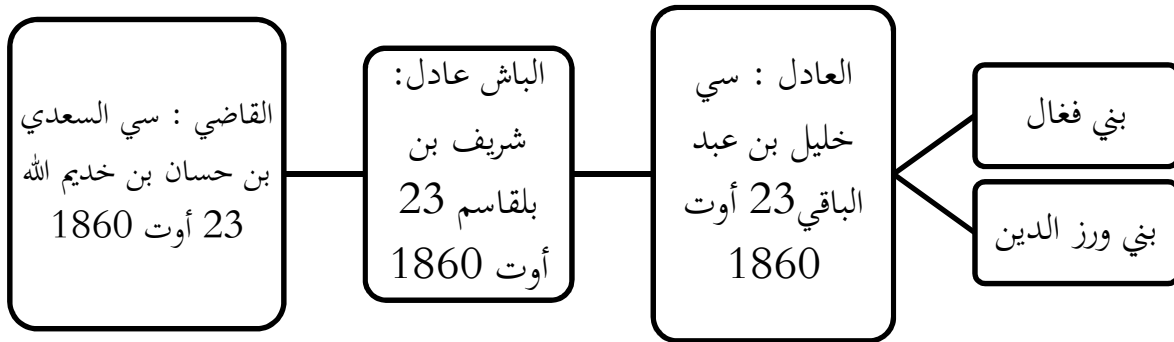 القاضي : سي السعدي
بن حسان بن خديم الله
23 أوت 1860
الباش عادل:
شريف بن
بلقاسم 23
أوت 1860
العادل : سي
خليل بن عبد
الباقي23 أوت
1860
بني فغال
بني ورز الدين